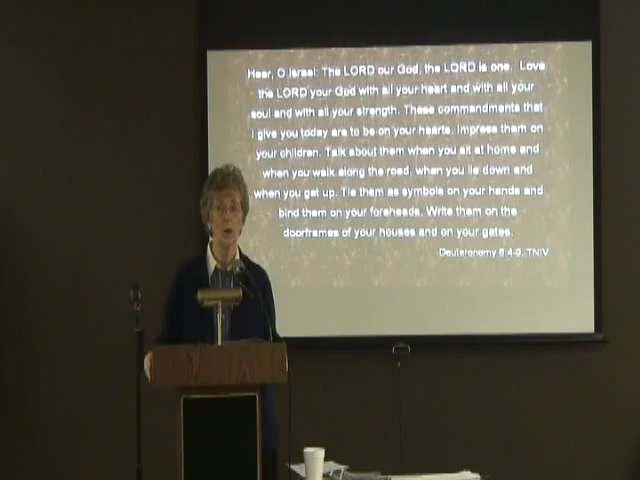 Hear, O Israel: The LORD our God, the LORD is one. Love
the LORD your God with all your heart and with all your
soul and with all your strength. These commandments that
I give you today are to be on your hearts. Impress them on
your children. Talk about them when you sit at home and
when you walk along the road, when you lie down and
when you get up. Tie them as symbols on your hands and
bind them on your foreheads. Write them on the
doorframes of your houses and on your gates.
Deuteronomy 6:4-9, TNIV